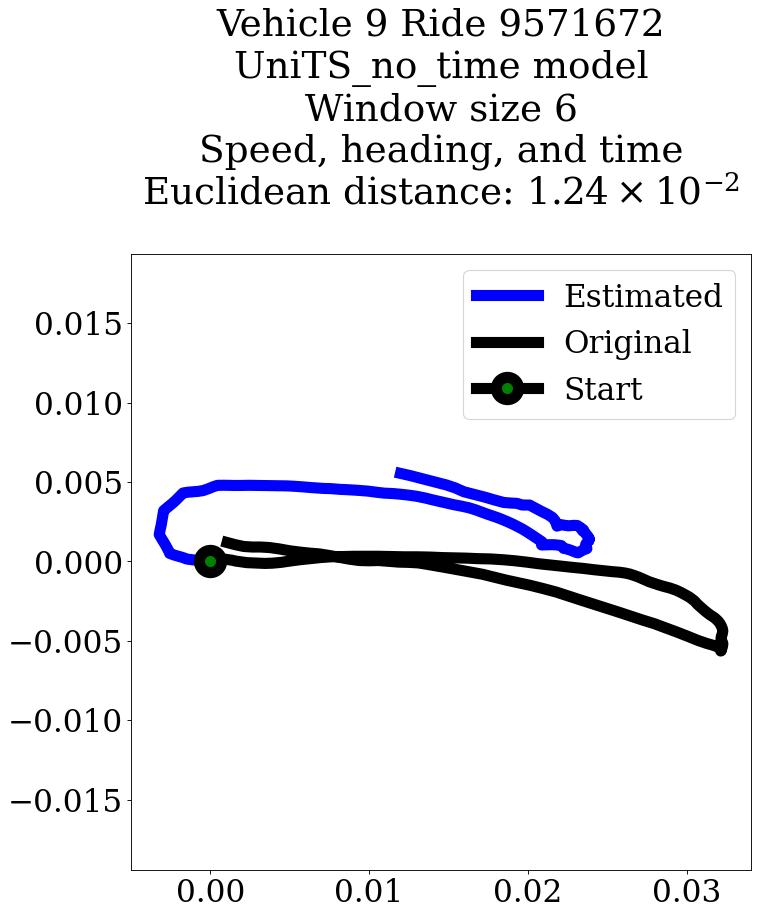 Vehicle 9 Ride 9571672
UniTS_no_time model
Window size 6
Speed, heading, and time
Euclidean distance: 1.24 × 10⁻²
Estimated
Original
Start
0.015
0.010
0.005
0.000
−0.005
−0.010
−0.015
0.00 0.01 0.02 0.03